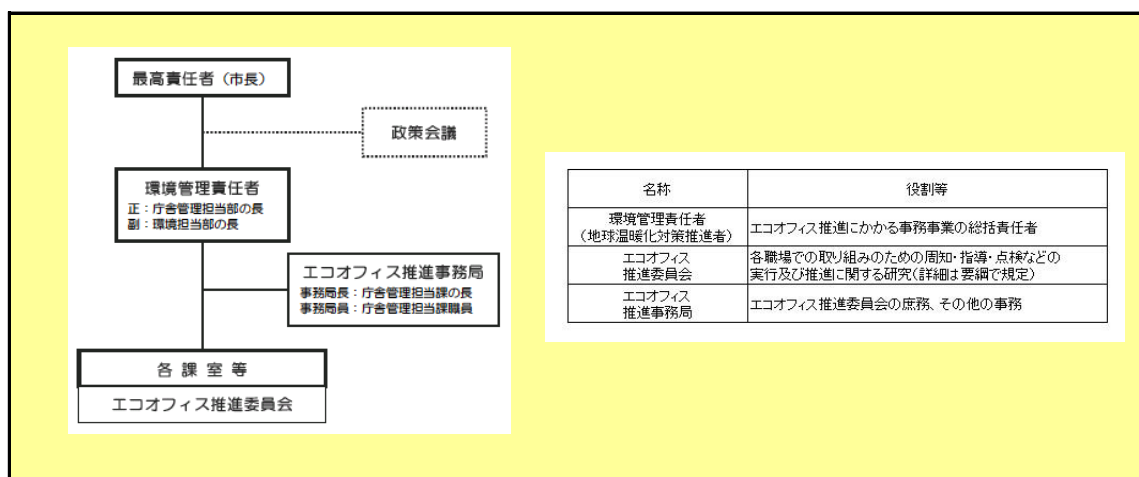 最高責任者（市長）
政策会議
環境管理責任者
正：庁舎管理担当部の長
副：環境担当部の長
エコオフィス推進事務局
事務局長：庁舎管理担当課の長
事務局員：庁舎管理担当課職員
各課室等
エコオフィス推進委員会
名称 役割等
環境管理責任者
（地球温暖化対策推進者）
エコオフィス推進にかかる事務事業の総括責任者
エコオフィス
推進委員会
各職場での取り組みのための周知・指導・点検などの
実行及び推進に関する研究(詳細は要綱で規定)
エコオフィス
推進事務局
エコオフィス推進委員会の庶務、その他の事務